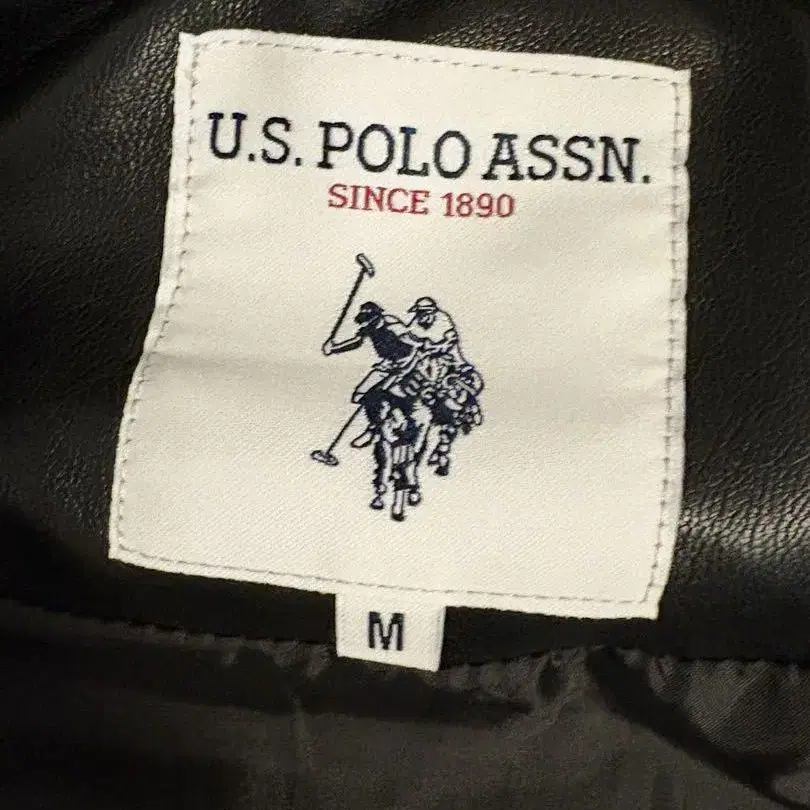 U.S. POLO ASSN.
SINCE 1890
M